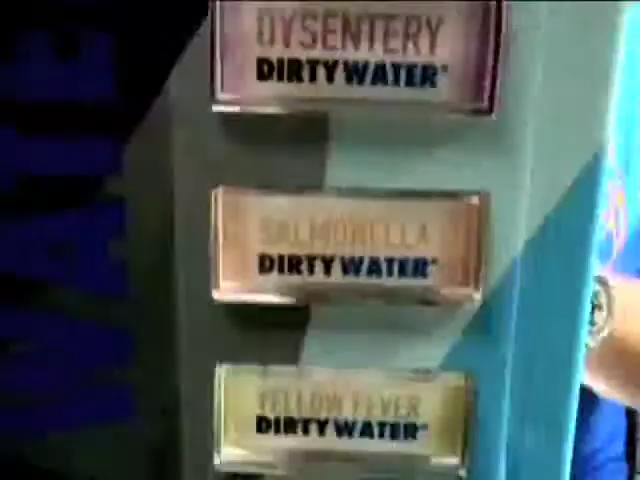 DYSENTERY
DIRTY WATER
SALMONELLA
DIRTY WATER
YELLOW FEVER
DIRTY WATER